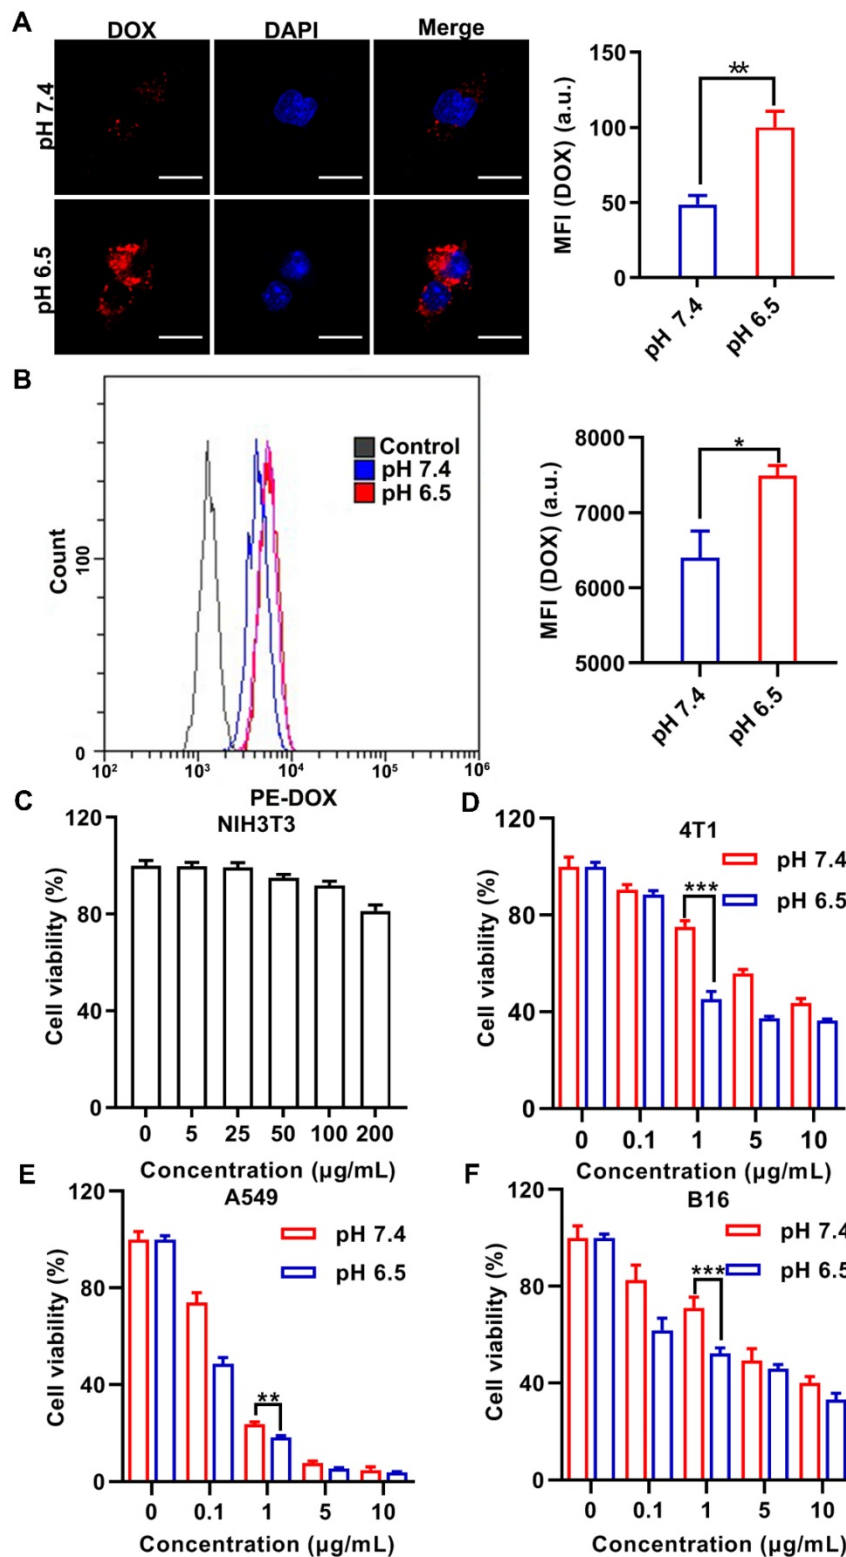 A
DOX DAPI Merge
pH 7.4
pH 6.5
MFI (DOX) (a.u.)
150
100
50
0
**
pH 7.4
pH 6.5
B
Count
100
0
Control
pH 7.4
pH 6.5
10² 10³ 10⁴ 10⁵ 10⁶
PE-DOX
MFI (DOX) (a.u.)
8000
7000
6000
5000
*
pH 7.4
pH 6.5
C
NIH3T3
Cell viability (%)
120
80
40
0
0 5 25 50 100 200
Concentration (µg/mL)
D
4T1
pH 7.4
pH 6.5
***
Cell viability (%)
120
80
40
0
0 0.1 1 5 10
Concentration (µg/mL)
E
A549
pH 7.4
pH 6.5
**
Cell viability (%)
120
80
40
0
0 0.1 1 5 10
Concentration (µg/mL)
F
B16
pH 7.4
pH 6.5
***
Cell viability (%)
120
80
40
0
0 0.1 1 5 10
Concentration (µg/mL)